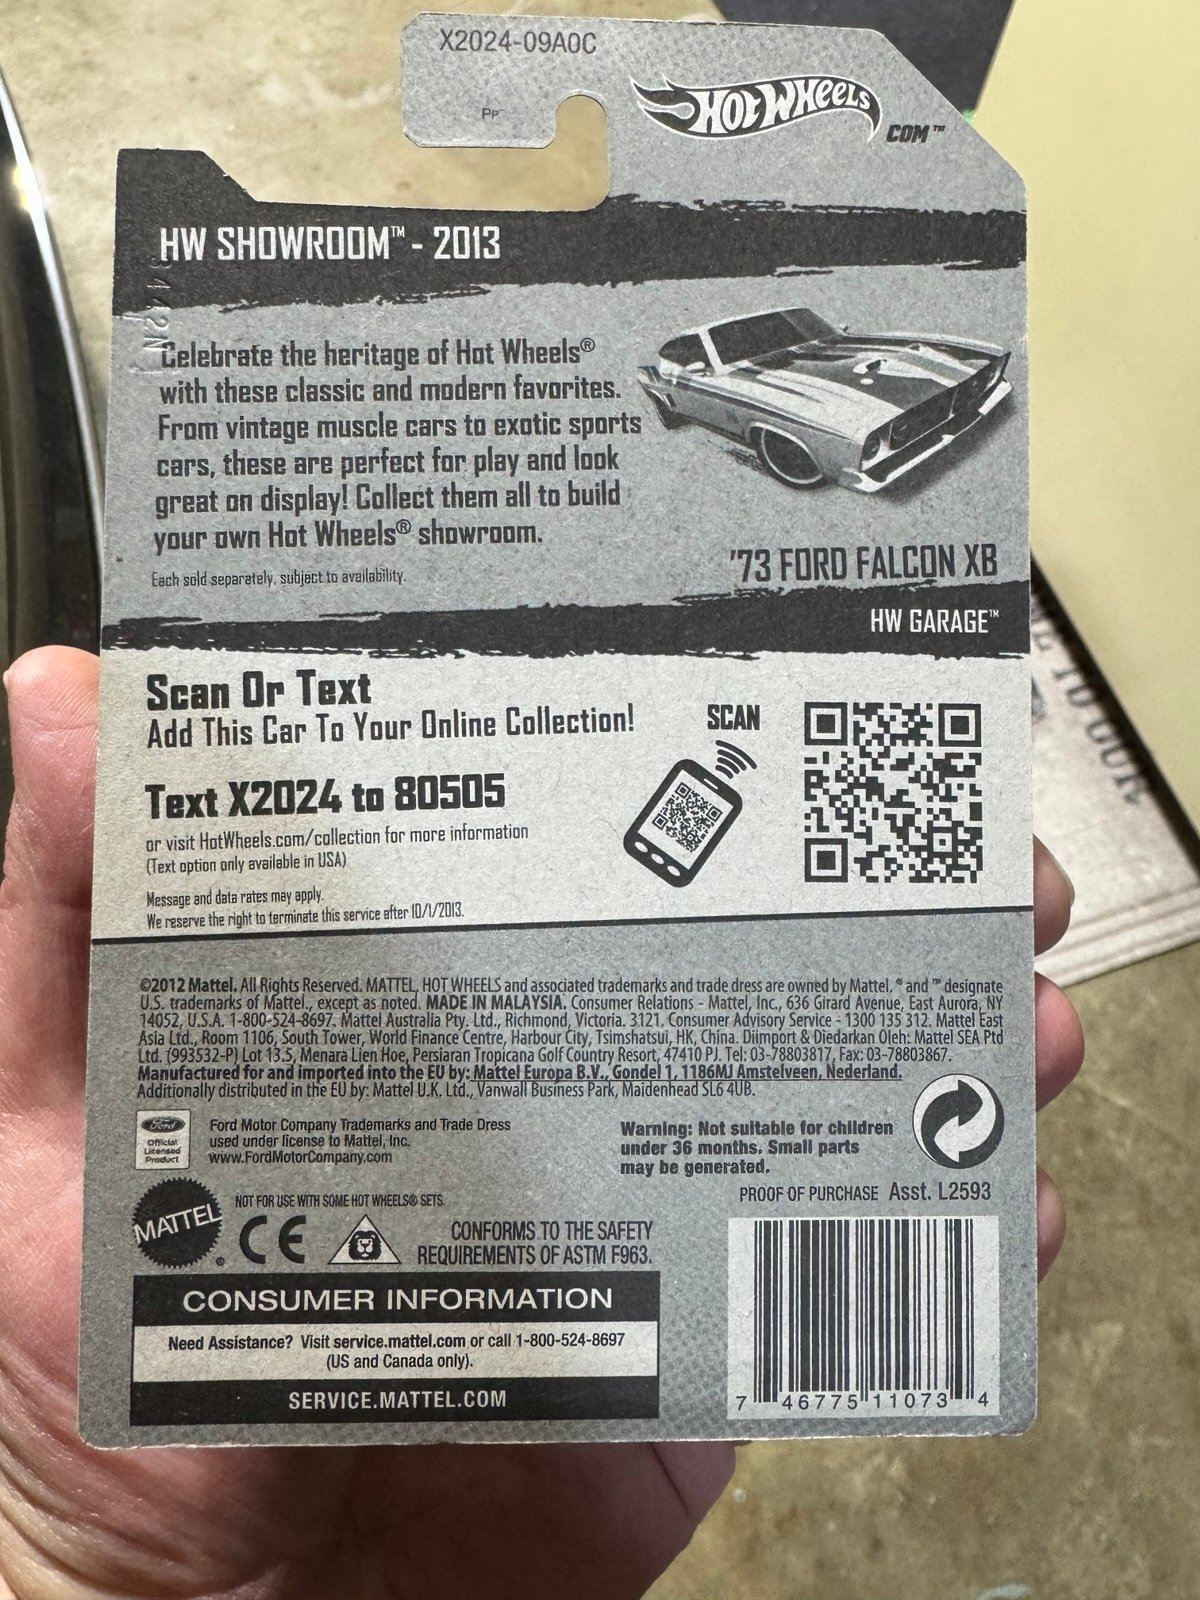 X2024-09A0C
Pp
HOT WHEELS
COM™
HW SHOWROOM™ - 2013
Celebrate the heritage of Hot Wheels®
with these classic and modern favorites.
From vintage muscle cars to exotic sports
cars, these are perfect for play and look
great on display! Collect them all to build
your own Hot Wheels® showroom.
Each sold separately, subject to availability.
'73 FORD FALCON XB
HW GARAGE™
Scan Or Text
Add This Car To Your Online Collection!
SCAN
Text X2024 to 80505
or visit HotWheels.com/collection for more information
(Text option only available in USA)
Message and data rates may apply.
We reserve the right to terminate this service after 10/1/2013.
©2012 Mattel. All Rights Reserved. MATTEL, HOT WHEELS and associated trademarks and trade dress are owned by Mattel. ® and ™ designate
U.S. trademarks of Mattel., except as noted. MADE IN MALAYSIA. Consumer Relations - Mattel, Inc., 636 Girard Avenue, East Aurora, NY
14052, U.S.A. 1-800-524-8697. Mattel Australia Pty. Ltd., Richmond, Victoria. 3121. Consumer Advisory Service - 1300 135 312. Mattel East
Asia Ltd., Room 1106, South Tower, World Finance Centre, Harbour City, Tsimshatsui, HK, China. Diimport & Diedarkan Oleh: Mattel SEA Ptd
Ltd. (993532-P) Lot 13.5, Menara Lien Hoe, Persiaran Tropicana Golf Country Resort, 47410 PJ. Tel: 03-78803817, Fax: 03-78803867.
Manufactured for and imported into the EU by: Mattel Europa B.V., Gondel 1, 1186MJ Amstelveen, Nederland.
Additionally distributed in the EU by: Mattel U.K. Ltd., Vanwall Business Park, Maidenhead SL6 4UB.
Ford
Official
Licensed
Product
Ford Motor Company Trademarks and Trade Dress
used under license to Mattel, Inc.
www.FordMotorCompany.com
Warning: Not suitable for children
under 36 months. Small parts
may be generated.
PROOF OF PURCHASE Asst. L2593
MATTEL®
NOT FOR USE WITH SOME HOT WHEELS® SETS.
CE
CONFORMS TO THE SAFETY
REQUIREMENTS OF ASTM F963.
CONSUMER INFORMATION
Need Assistance? Visit service.mattel.com or call 1-800-524-8697
(US and Canada only).
SERVICE.MATTEL.COM
7 46775 11073 4
TO OUR